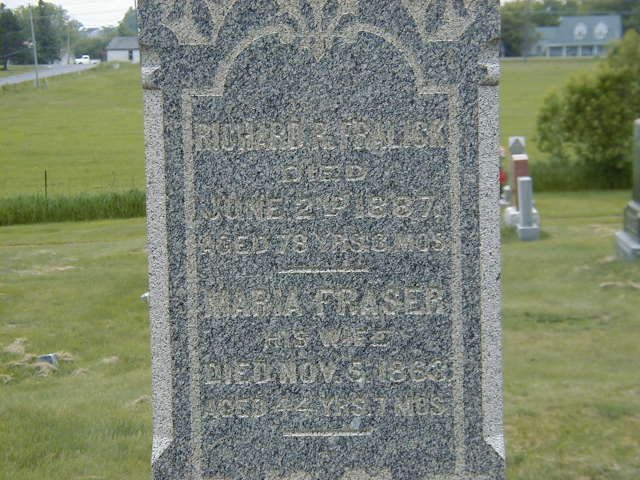 RICHARD R. FRALICK
DIED
JUNE 2ND 1887.
AGED 78 YRS. 8 MOS.
MARIA FRASER
HIS WIFE
DIED NOV. 5, 1863.
AGED 44 YRS. 7 MOS.